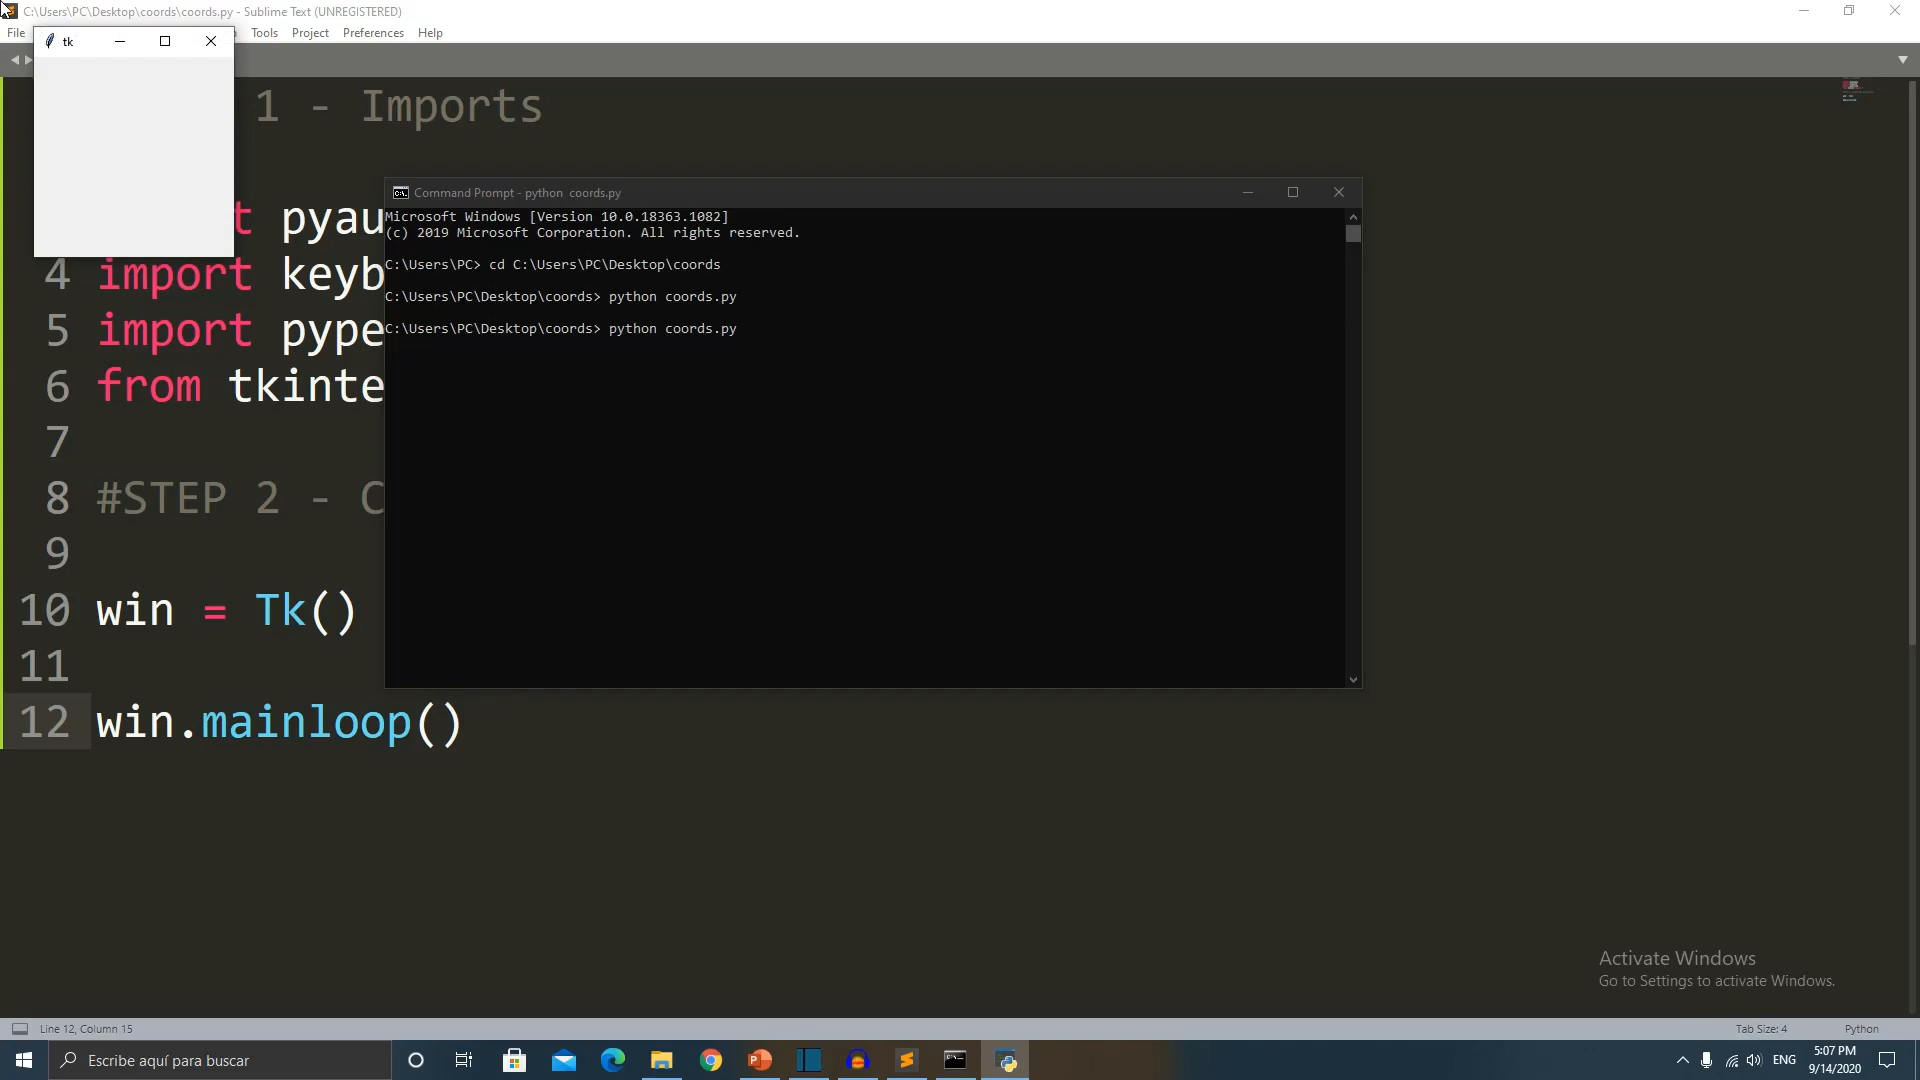 C:\Users\PC\Desktop\coords\coords.py - Sublime Text (UNREGISTERED)
File
Tools
Project
Preferences
Help
tk
1 - Imports
t pyau
4 import keyb
5 import pype
6 from tkinte
7
8 #STEP 2 - C
9
10 win = Tk()
11
12 win.mainloop()
Command Prompt - python coords.py
Microsoft Windows [Version 10.0.18363.1082]
(c) 2019 Microsoft Corporation. All rights reserved.
C:\Users\PC> cd C:\Users\PC\Desktop\coords
C:\Users\PC\Desktop\coords> python coords.py
C:\Users\PC\Desktop\coords> python coords.py
Activate Windows
Go to Settings to activate Windows.
Line 12, Column 15
Tab Size: 4
Python
Escribe aquí para buscar
ENG
5:07 PM
9/14/2020